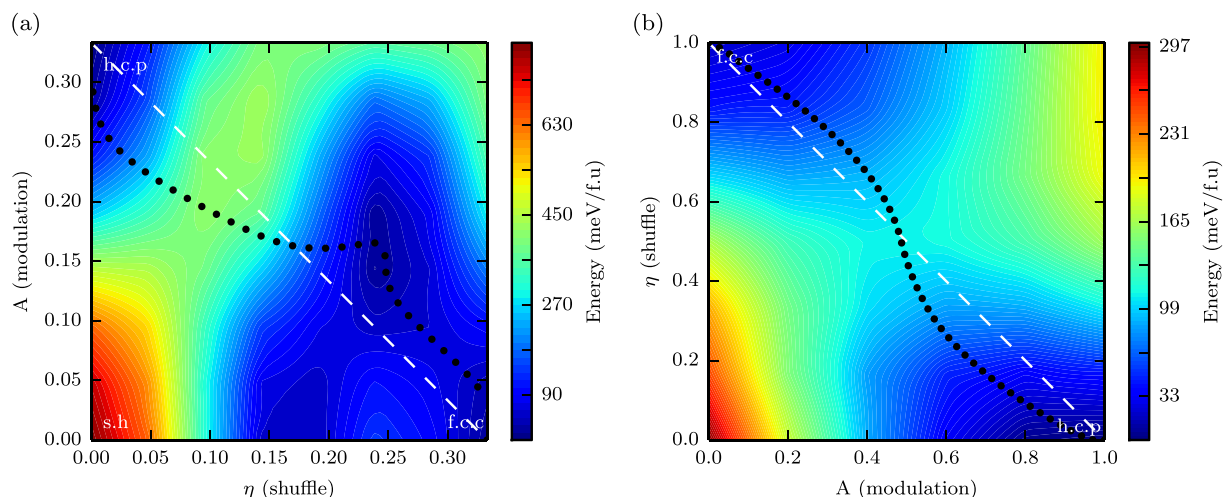 (a)
h.c.p
s.h
f.c.c
0.30
0.25
0.20
0.15
0.10
0.05
0.00
A (modulation)
0.00 0.05 0.10 0.15 0.20 0.25 0.30
η (shuffle)
630
450
270
90
Energy (meV/f.u)
(b)
f.c.c
h.c.p
1.0
0.8
0.6
0.4
0.2
0.0
η (shuffle)
0.0 0.2 0.4 0.6 0.8 1.0
A (modulation)
297
231
165
99
33
Energy (meV/f.u)